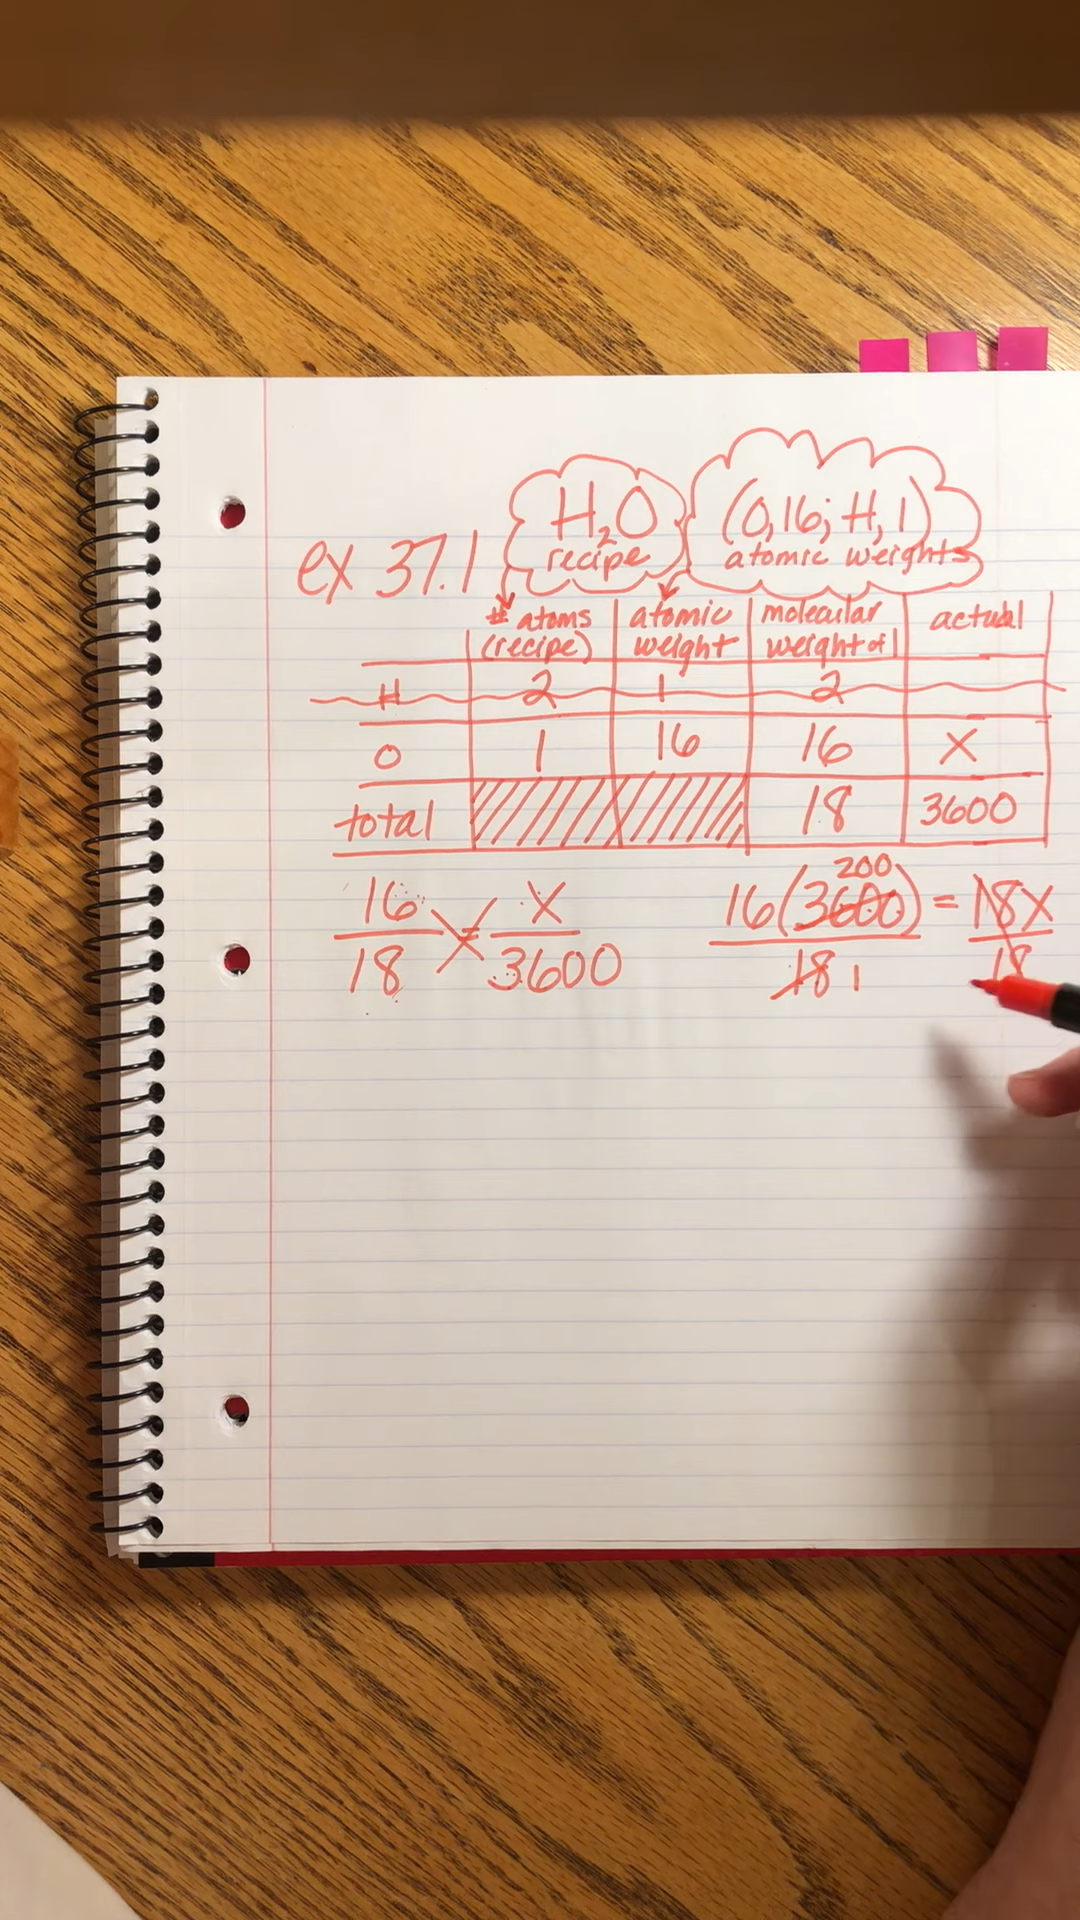 H₂O (O,16; H,1)
recipe atomic weights
ex 37.1
# atoms (recipe) atomic weight molecular weight of 1 actual
H 2 1 2
O 1 16 16 X
total 18 3600
16/18 = X/3600
200
16(3600)/18 1 = 18X/18